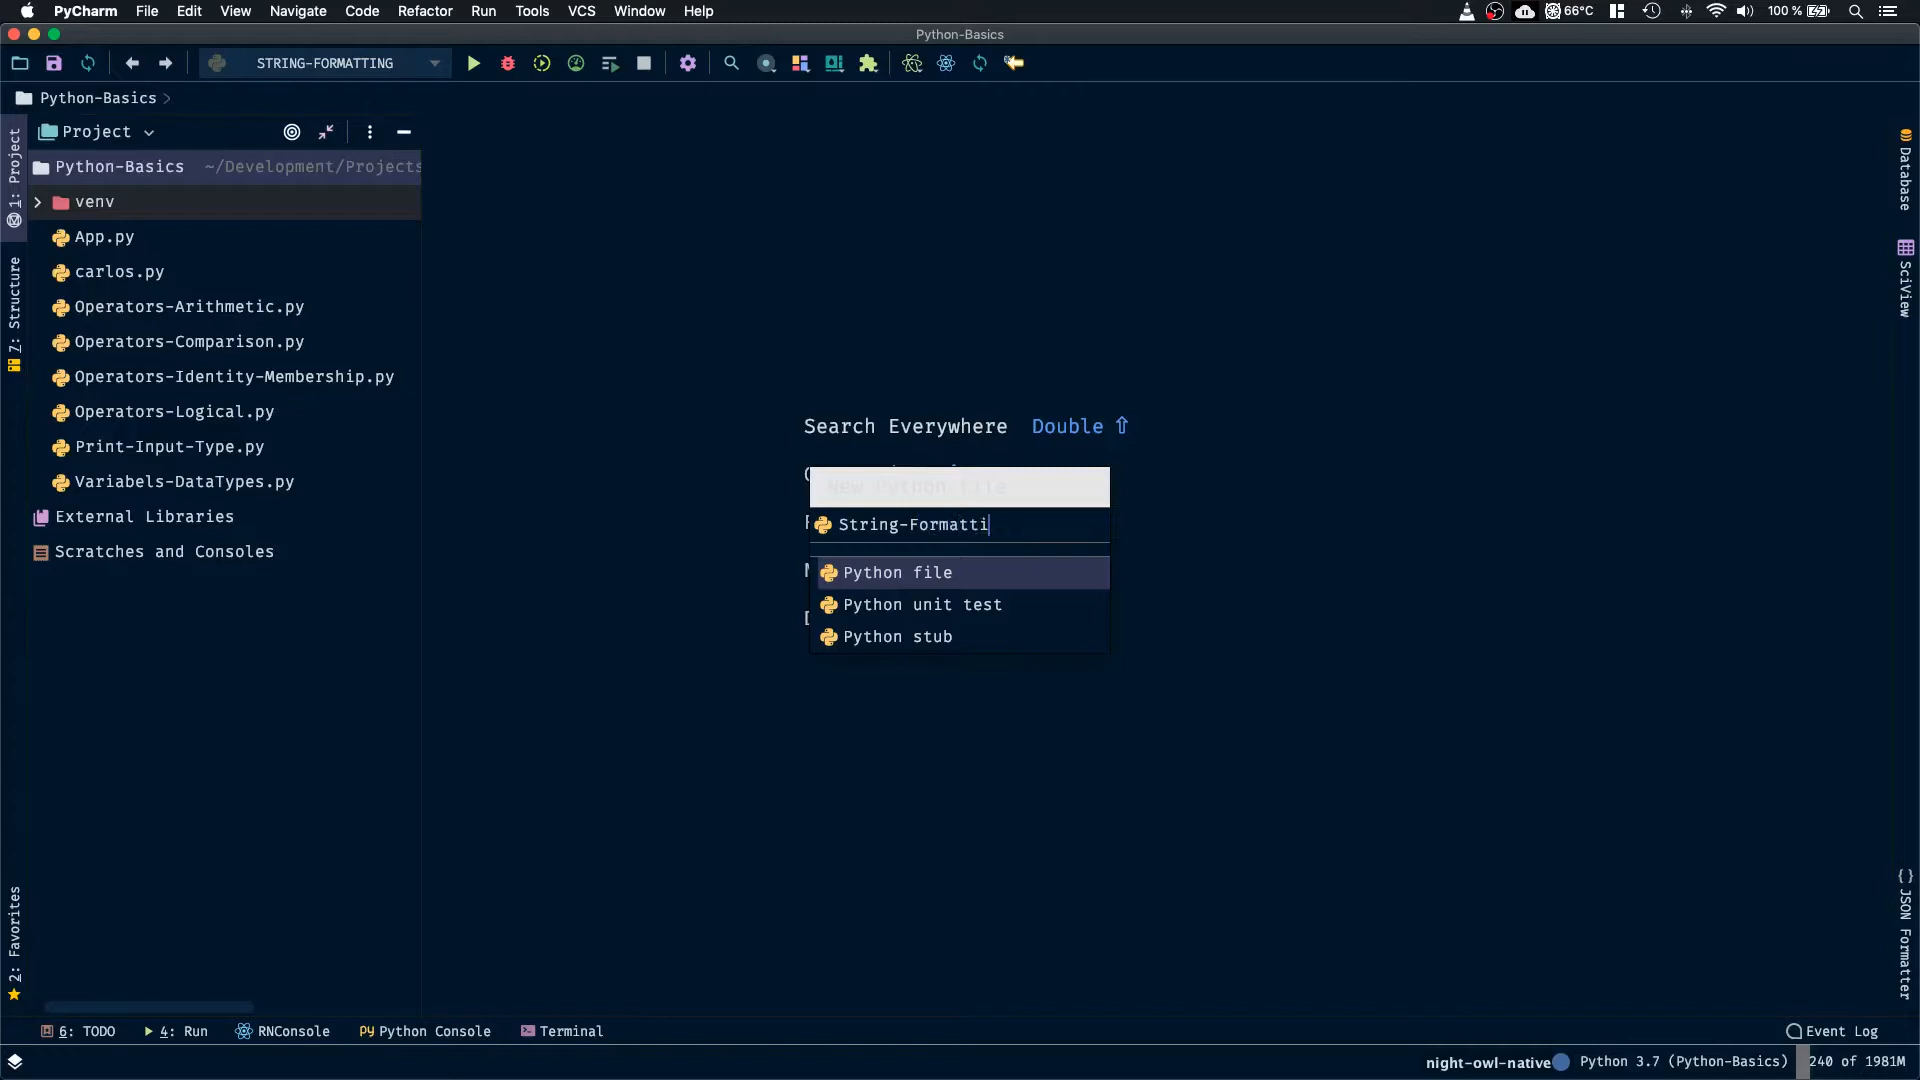 PyCharm File Edit View Navigate Code Refactor Run Tools VCS Window Help 66°C 100 %
Python-Basics
STRING-FORMATTING
Python-Basics
Project
Python-Basics ~/Development/Projects
venv
App.py
carlos.py
Operators-Arithmetic.py
Operators-Comparison.py
Operators-Identity-Membership.py
Operators-Logical.py
Print-Input-Type.py
Variabels-DataTypes.py
External Libraries
Scratches and Consoles
1: Project
7: Structure
2: Favorites
Search Everywhere Double ⇧
New Python file
String-Formatti
Python file
Python unit test
Python stub
Database
SciView
{} JSON Formatter
6: TODO 4: Run RNConsole PY Python Console Terminal Event Log
night-owl-native Python 3.7 (Python-Basics) 240 of 1981M